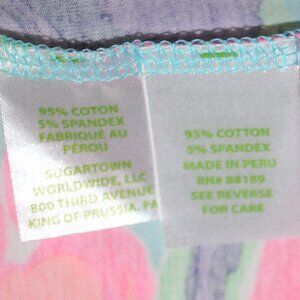 95% COTTON
5% SPANDEX
FABRIQUÉ AU
PÉROU
SUGARTOWN
WORLDWIDE, LLC
800 THIRD AVENUE
KING OF PRUSSIA, PA
95% COTTON
5% SPANDEX
MADE IN PERU
RN# 88189
SEE REVERSE
FOR CARE